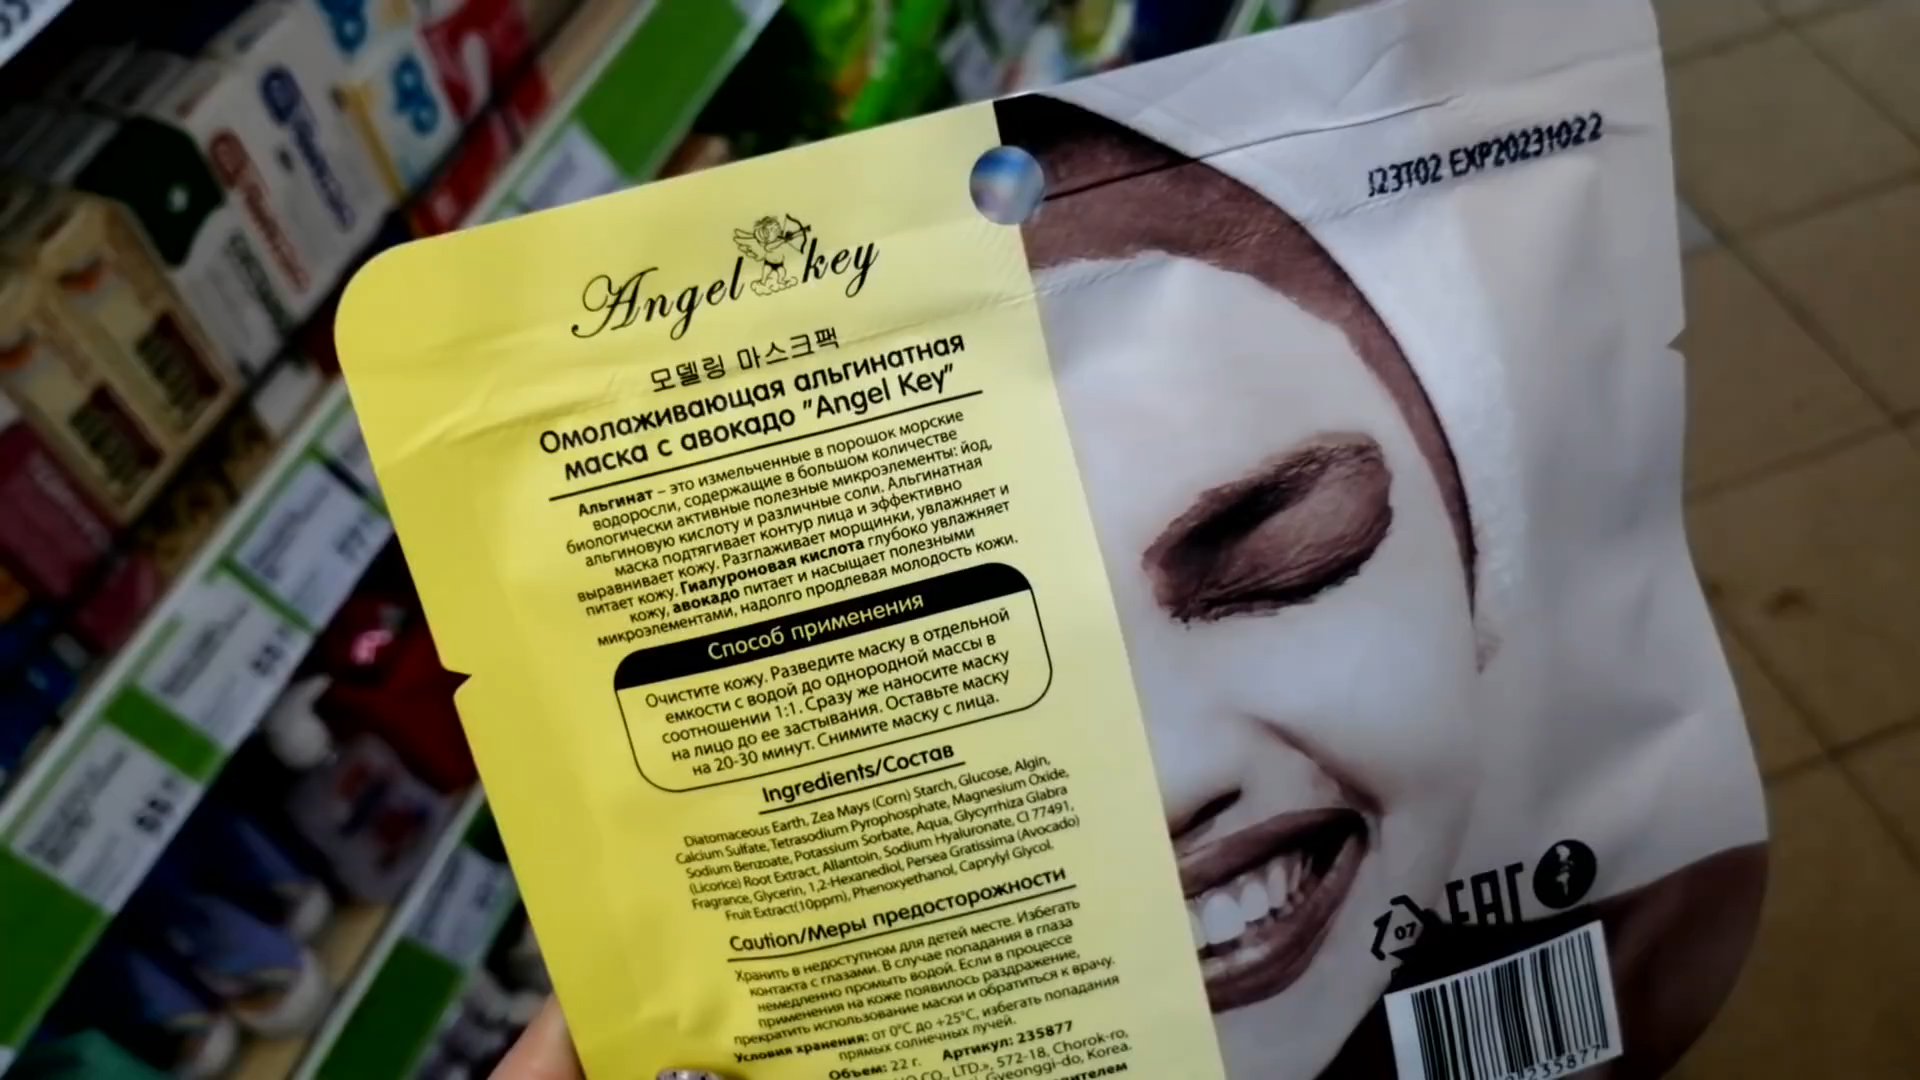 J23T02 EXP20231022
Angel key
모델링 마스크팩
Омолаживающая альгинатная
маска с авокадо "Angel Key"
Альгинат – это измельченные в порошок морские
водоросли, содержащие в большом количестве
биологически активные полезные микроэлементы: йод,
альгиновую кислоту и различные соли. Альгинатная
маска подтягивает контур лица и эффективно
выравнивает кожу. Разглаживает морщинки, увлажняет и
питает кожу. Гиалуроновая кислота глубоко увлажняет
кожу, авокадо питает и насыщает полезными
микроэлементами, надолго продлевая молодость кожи.
Способ применения
Очистите кожу. Разведите маску в отдельной
емкости с водой до однородной массы в
соотношении 1:1. Сразу же наносите маску
на лицо до ее застывания. Оставьте маску
на 20-30 минут. Снимите маску с лица.
Ingredients/Состав
Diatomaceous Earth, Zea Mays (Corn) Starch, Glucose, Algin,
Calcium Sulfate, Tetrasodium Pyrophosphate, Magnesium Oxide,
Sodium Benzoate, Potassium Sorbate, Aqua, Glycyrrhiza Glabra
(Licorice) Root Extract, Allantoin, Sodium Hyaluronate, CI 77491,
Fragrance, Glycerin, 1,2-Hexanediol, Persea Gratissima (Avocado)
Fruit Extract(10ppm), Phenoxyethanol, Caprylyl Glycol.
Caution/Меры предосторожности
Хранить в недоступном для детей месте. Избегать
контакта с глазами. В случае попадания в глаза
немедленно промыть водой. Если в процессе
применения на коже появилось раздражение,
прекратить использование маски и обратиться к врачу.
Условия хранения: от 0°C до +25°C, избегать попадания
прямых солнечных лучей.
Объем: 22 г. Артикул: 235877
CO., LTD.», 572-18, Chorok-ro,
Gyeonggi-do, Korea.
07
EAC
235877